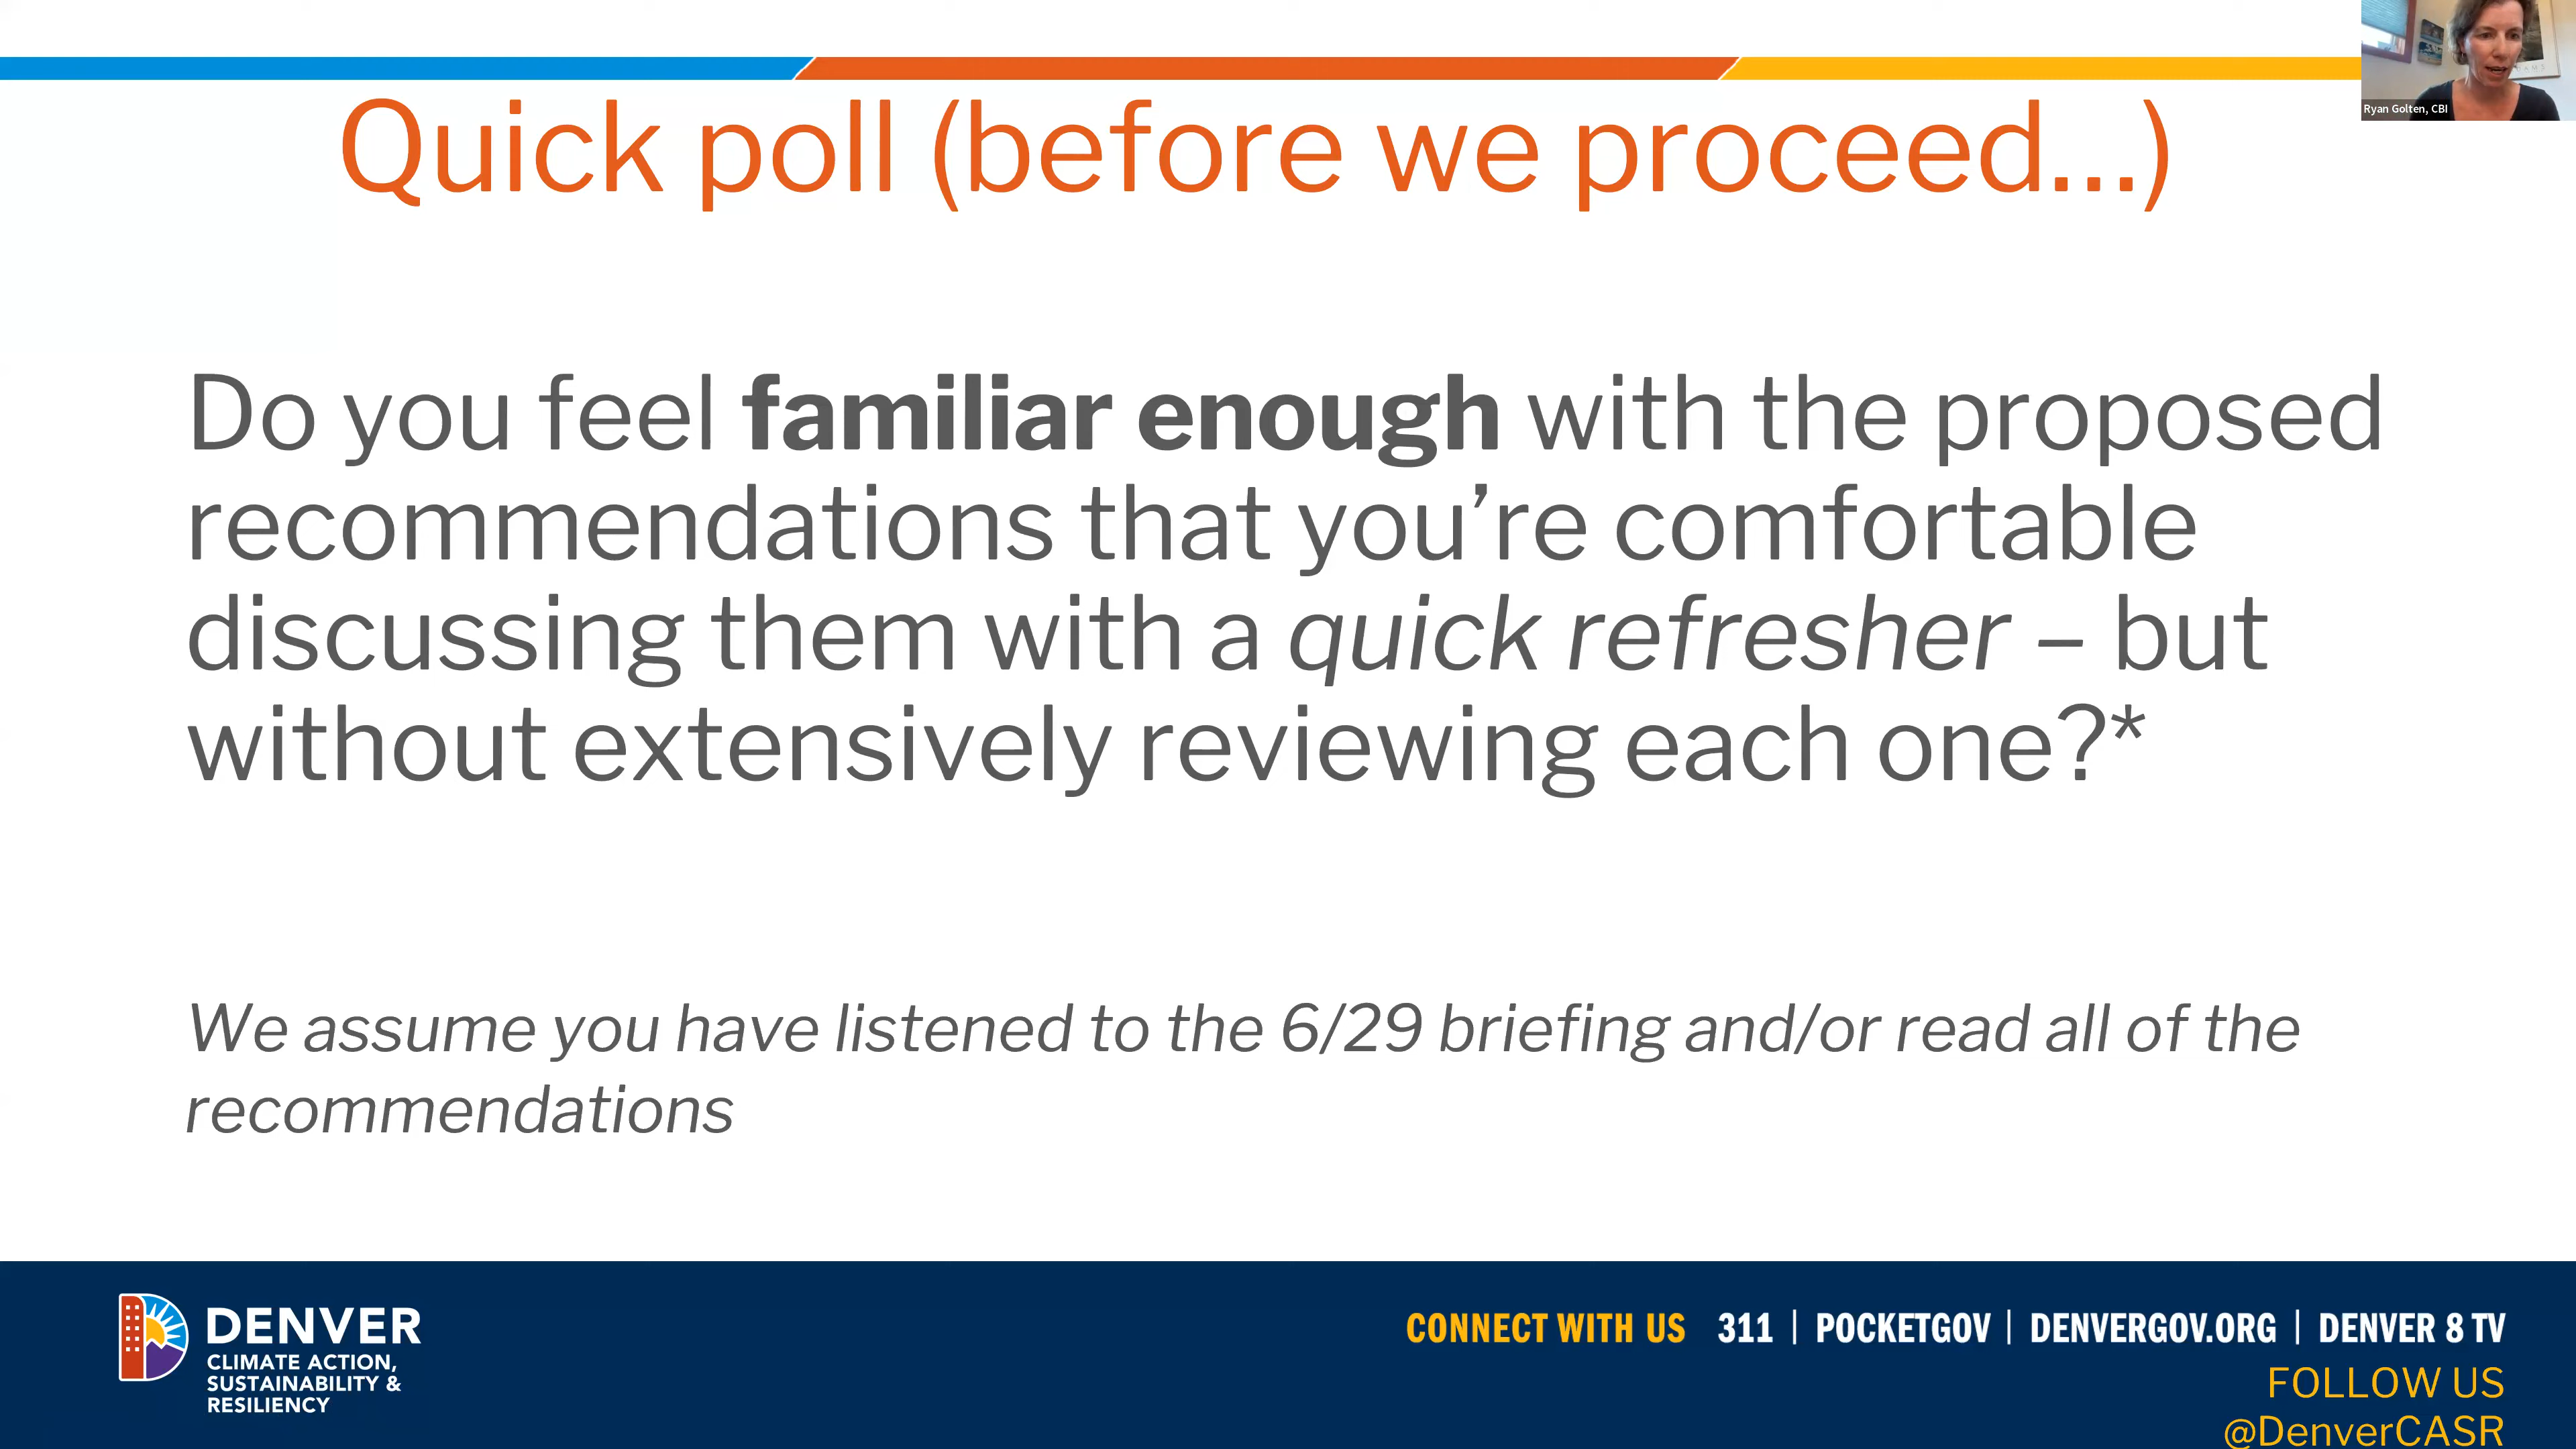 Ryan Golten, CBI
Quick poll (before we proceed...)
Do you feel familiar enough with the proposed
recommendations that you’re comfortable
discussing them with a quick refresher – but
without extensively reviewing each one?*
We assume you have listened to the 6/29 briefing and/or read all of the
recommendations
DENVER
CLIMATE ACTION,
SUSTAINABILITY &
RESILIENCY
CONNECT WITH US 311 | POCKETGOV | DENVERGOV.ORG | DENVER 8 TV
FOLLOW US
@DenverCASR